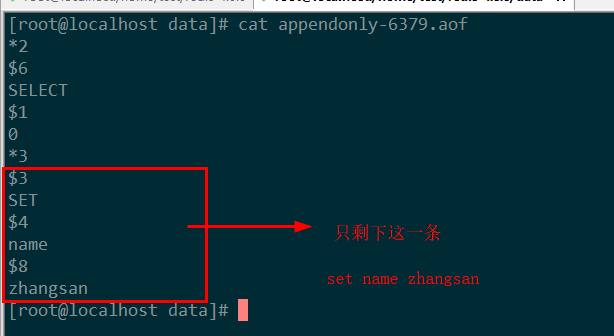 [root@localhost data]# cat appendonly-6379.aof
*2
$6
SELECT
$1
0
*3
$3
SET
$4
name
$8
zhangsan
[root@localhost data]#
只剩下这一条
set name zhangsan